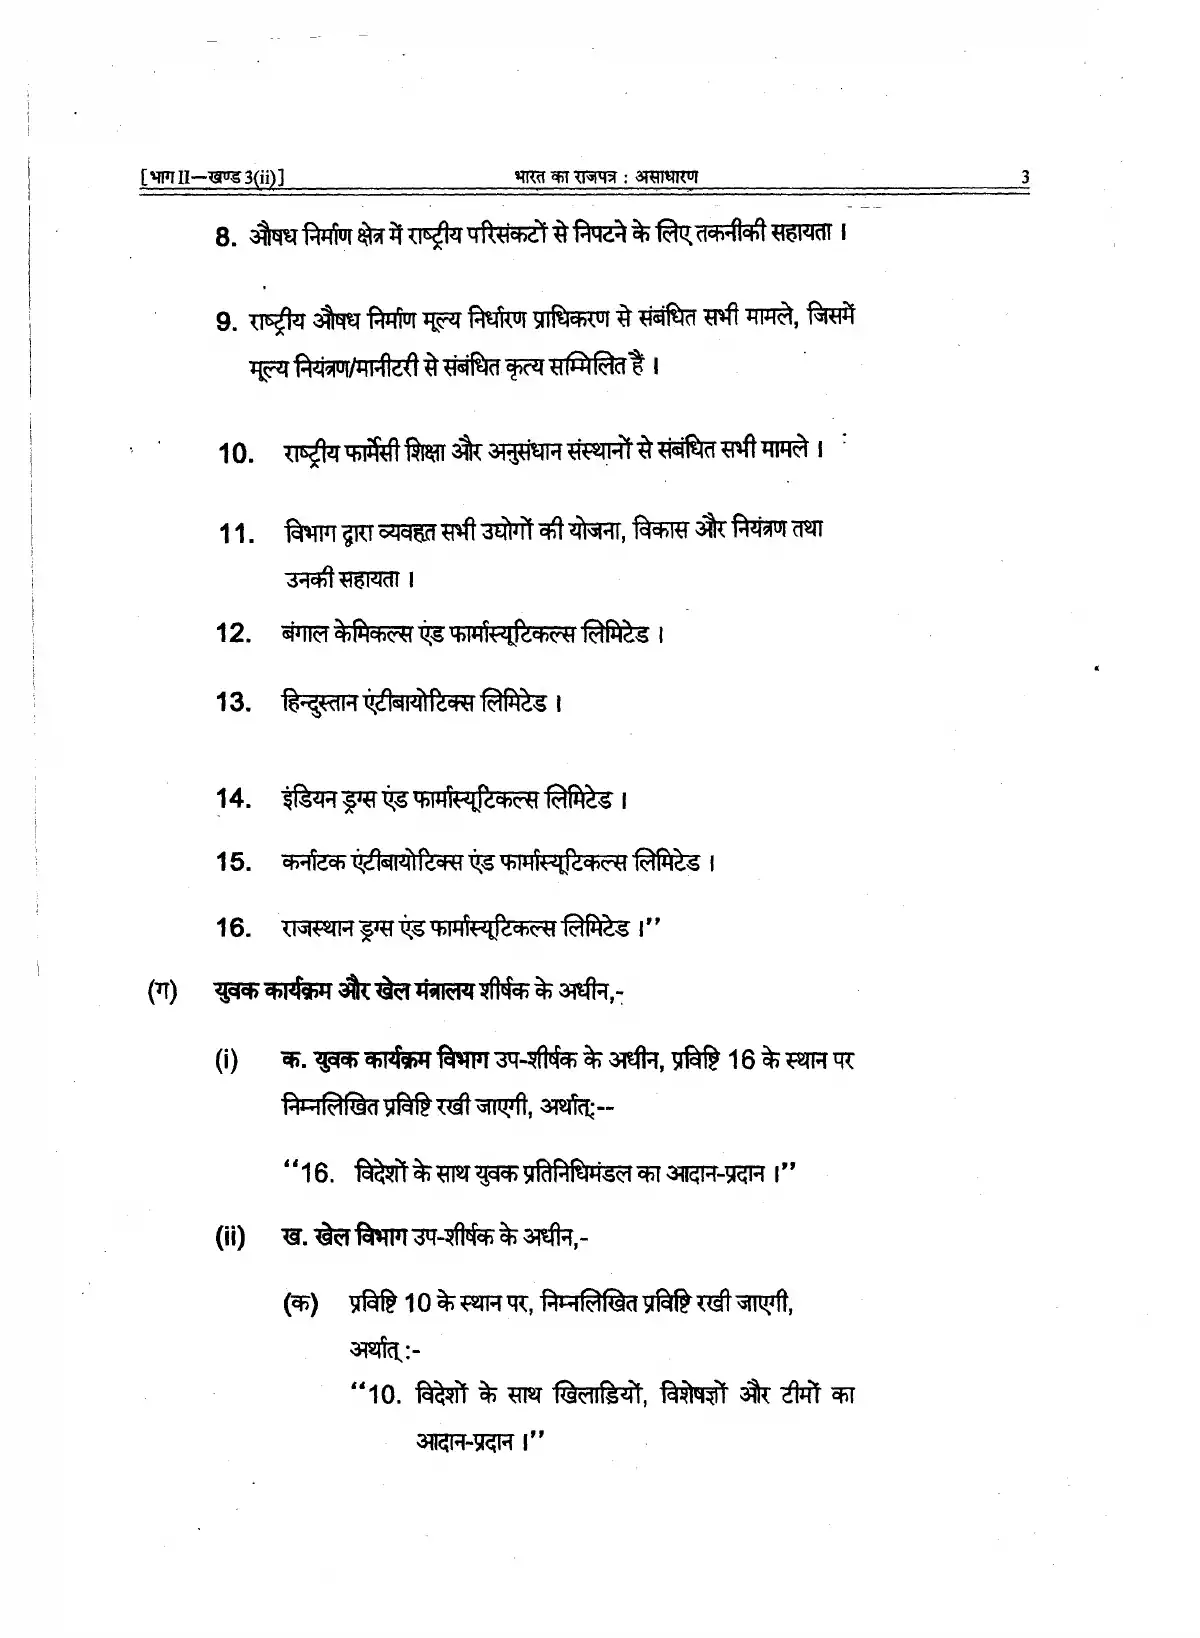 [भाग II—खण्ड 3(ii)] भारत का राजपत्र : असाधारण 3
8. औषध निर्माण क्षेत्र में राष्ट्रीय परिसंकटों से निपटने के लिए तकनीकी सहायता ।
9. राष्ट्रीय औषध निर्माण मूल्य निर्धारण प्राधिकरण से संबंधित सभी मामले, जिसमें
मूल्य नियंत्रण/मानीटरी से संबंधित कृत्य सम्मिलित हैं ।
10. राष्ट्रीय फार्मेसी शिक्षा और अनुसंधान संस्थानों से संबंधित सभी मामले ।
11. विभाग द्वारा व्यवहृत सभी उद्योगों की योजना, विकास और नियंत्रण तथा
उनकी सहायता ।
12. बंगाल केमिकल्स एंड फार्मास्यूटिकल्स लिमिटेड ।
13. हिन्दुस्तान एंटीबायोटिक्स लिमिटेड ।
14. इंडियन ड्रग्स एंड फार्मास्यूटिकल्स लिमिटेड ।
15. कर्नाटक एंटीबायोटिक्स एंड फार्मास्यूटिकल्स लिमिटेड ।
16. राजस्थान ड्रग्स एंड फार्मास्यूटिकल्स लिमिटेड ।’’
(ग) युवक कार्यक्रम और खेल मंत्रालय शीर्षक के अधीन,-
(i) क. युवक कार्यक्रम विभाग उप-शीर्षक के अधीन, प्रविष्टि 16 के स्थान पर
निम्नलिखित प्रविष्टि रखी जाएगी, अर्थात्:--
‘‘16. विदेशों के साथ युवक प्रतिनिधिमंडल का आदान-प्रदान ।’’
(ii) ख. खेल विभाग उप-शीर्षक के अधीन,-
(क) प्रविष्टि 10 के स्थान पर, निम्नलिखित प्रविष्टि रखी जाएगी,
अर्थात् :-
‘‘10. विदेशों के साथ खिलाड़ियों, विशेषज्ञों और टीमों का
आदान-प्रदान ।’’